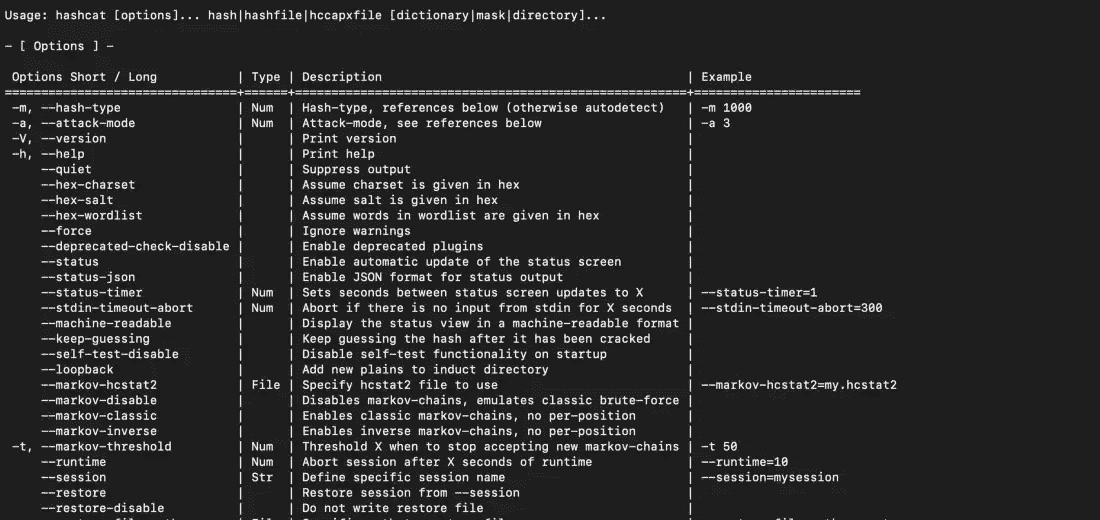 Usage: hashcat [options]... hash|hashfile|hccapxfile [dictionary|mask|directory]...
- [ Options ] -
Options Short / Long | Type | Description | Example
================================+======+======================================================+=======================
-m, --hash-type | Num | Hash-type, references below (otherwise autodetect) | -m 1000
-a, --attack-mode | Num | Attack-mode, see references below | -a 3
-V, --version | | Print version |
-h, --help | | Print help |
--quiet | | Suppress output |
--hex-charset | | Assume charset is given in hex |
--hex-salt | | Assume salt is given in hex |
--hex-wordlist | | Assume words in wordlist are given in hex |
--force | | Ignore warnings |
--deprecated-check-disable | | Enable deprecated plugins |
--status | | Enable automatic update of the status screen |
--status-json | | Enable JSON format for status output |
--status-timer | Num | Sets seconds between status screen updates to X | --status-timer=1
--stdin-timeout-abort | Num | Abort if there is no input from stdin for X seconds | --stdin-timeout-abort=300
--machine-readable | | Display the status view in a machine-readable format |
--keep-guessing | | Keep guessing the hash after it has been cracked |
--self-test-disable | | Disable self-test functionality on startup |
--loopback | | Add new plains to induct directory |
--markov-hcstat2 | File | Specify hcstat2 file to use | --markov-hcstat2=my.hcstat2
--markov-disable | | Disables markov-chains, emulates classic brute-force |
--markov-classic | | Enables classic markov-chains, no per-position |
--markov-inverse | | Enables inverse markov-chains, no per-position |
-t, --markov-threshold | Num | Threshold X when to stop accepting new markov-chains | -t 50
--runtime | Num | Abort session after X seconds of runtime | --runtime=10
--session | Str | Define specific session name | --session=mysession
--restore | | Restore session from --session |
--restore-disable | | Do not write restore file |